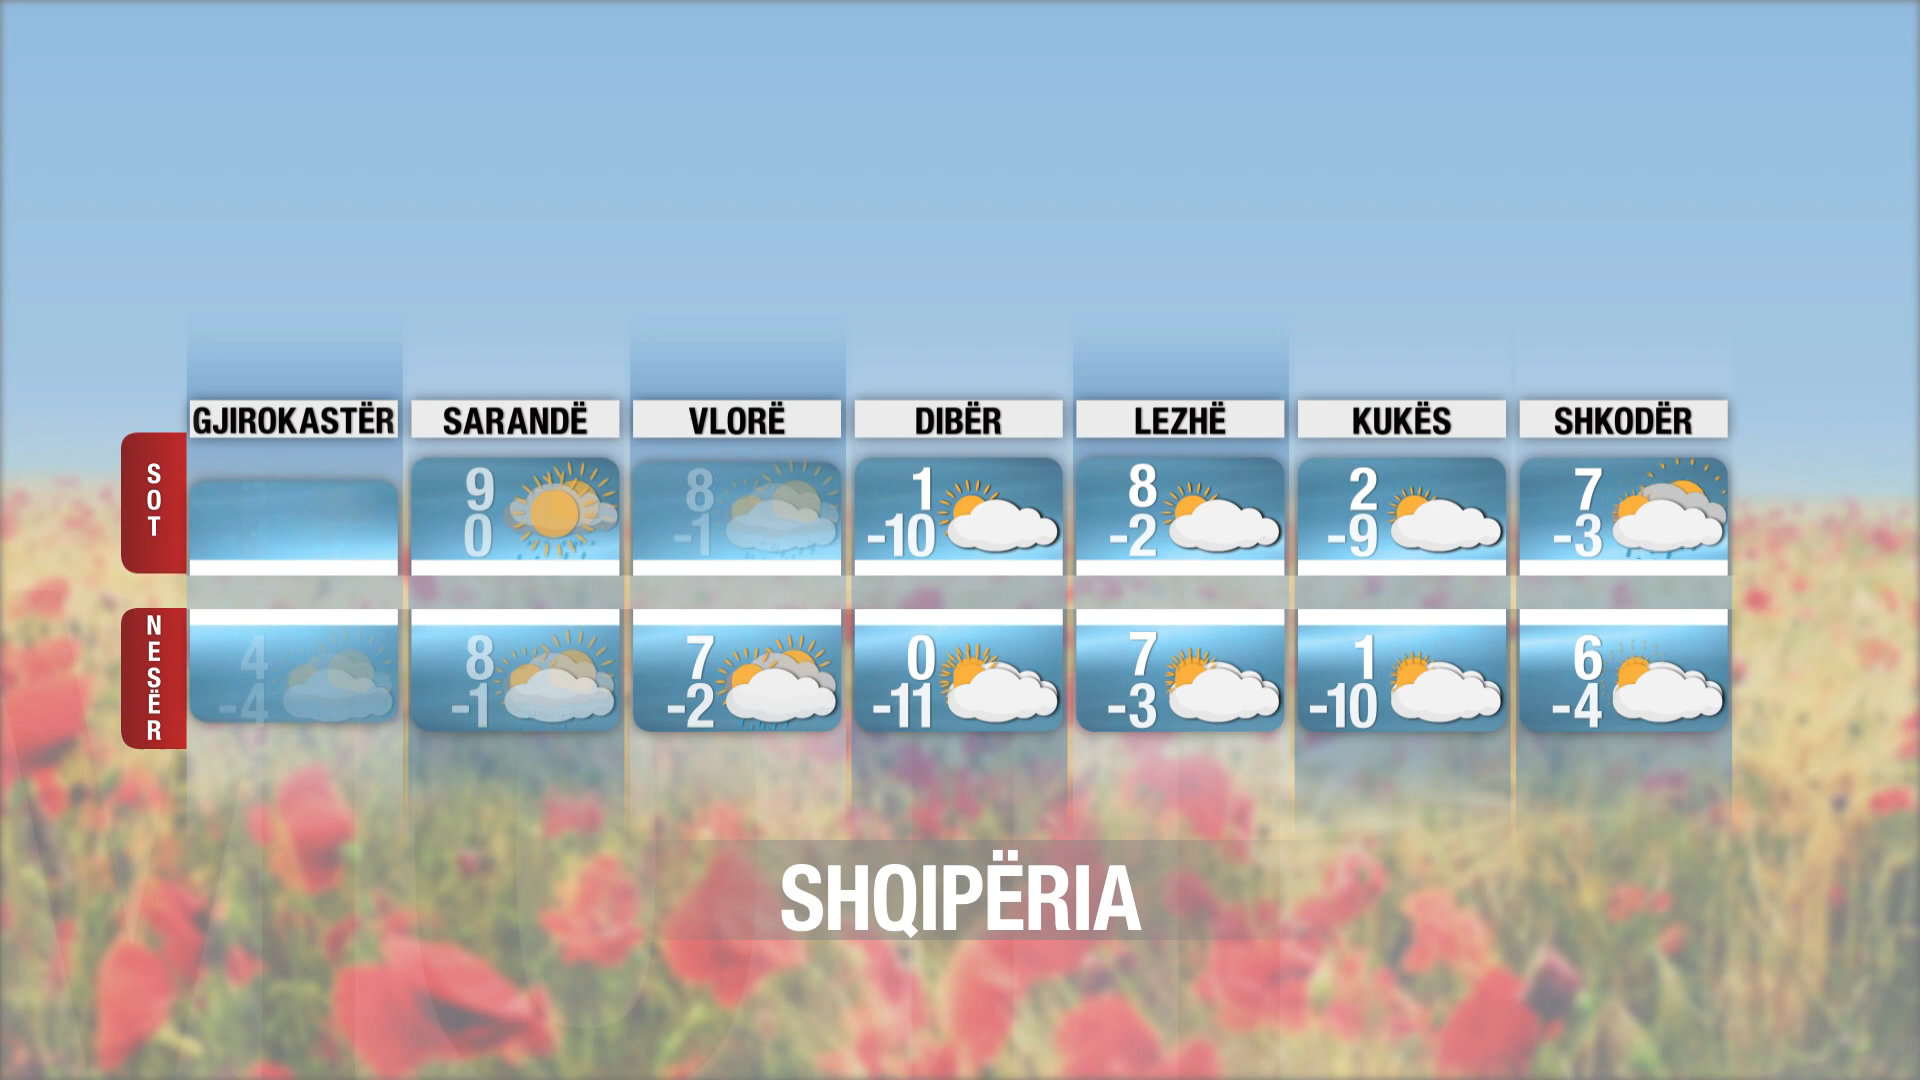 GJIROKASTËR SARANDË VLORË DIBËR LEZHË KUKËS SHKODËR
SOT
9 8 1 8 2 7
0 -1 -10 -2 -9 -3
NESËR
4 8 7 0 7 1 6
-4 -1 -2 -11 -3 -10 -4
SHQIPËRIA